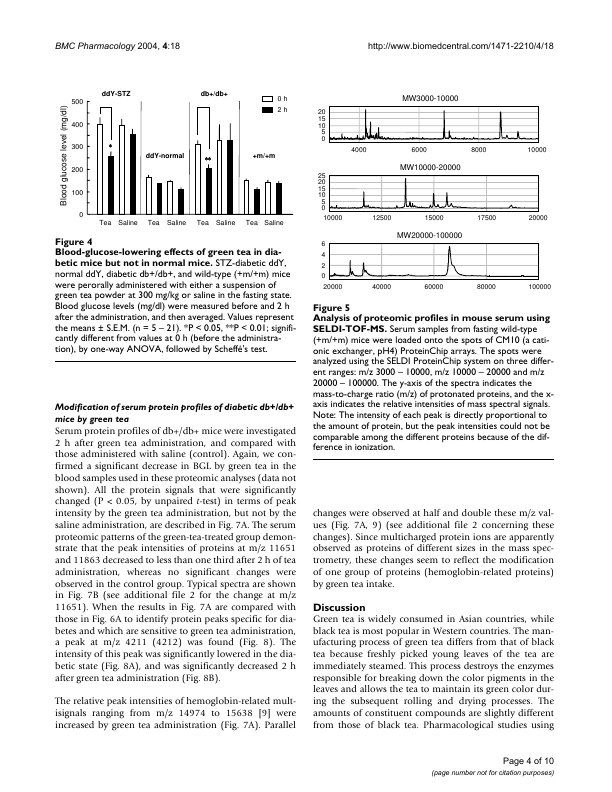 BMC Pharmacology 2004, 4:18
http://www.biomedcentral.com/1471-2210/4/18
ddY-STZ
db+/db+
0 h
2 h
500
400
300
200
100
0
Blood glucose level (mg/dl)
*
**
ddY-normal
+m/+m
Tea Saline Tea Saline Tea Saline Tea Saline
Figure 4
Blood-glucose-lowering effects of green tea in dia-
betic mice but not in normal mice. STZ-diabetic ddY,
normal ddY, diabetic db+/db+, and wild-type (+m/+m) mice
were perorally administered with either a suspension of
green tea powder at 300 mg/kg or saline in the fasting state.
Blood glucose levels (mg/dl) were measured before and 2 h
after the administration, and then averaged. Values represent
the means ± S.E.M. (n = 5 – 21). *P < 0.05, **P < 0.01; signifi-
cantly different from values at 0 h (before the administra-
tion), by one-way ANOVA, followed by Scheffé's test.
Modification of serum protein profiles of diabetic db+/db+
mice by green tea
Serum protein profiles of db+/db+ mice were investigated
2 h after green tea administration, and compared with
those administered with saline (control). Again, we con-
firmed a significant decrease in BGL by green tea in the
blood samples used in these proteomic analyses (data not
shown). All the protein signals that were significantly
changed (P < 0.05, by unpaired t-test) in terms of peak
intensity by the green tea administration, but not by the
saline administration, are described in Fig. 7A. The serum
proteomic patterns of the green-tea-treated group demon-
strate that the peak intensities of proteins at m/z 11651
and 11863 decreased to less than one third after 2 h of tea
administration, whereas no significant changes were
observed in the control group. Typical spectra are shown
in Fig. 7B (see additional file 2 for the change at m/z
11651). When the results in Fig. 7A are compared with
those in Fig. 6A to identify protein peaks specific for dia-
betes and which are sensitive to green tea administration,
a peak at m/z 4211 (4212) was found (Fig. 8). The
intensity of this peak was significantly lowered in the dia-
betic state (Fig. 8A), and was significantly decreased 2 h
after green tea administration (Fig. 8B).
The relative peak intensities of hemoglobin-related mult-
isignals ranging from m/z 14974 to 15638 [9] were
increased by green tea administration (Fig. 7A). Parallel
MW3000-10000
20
15
10
5
0
4000 6000 8000 10000
MW10000-20000
25
20
15
10
5
0
10000 12500 15000 17500 20000
MW20000-100000
6
4
2
0
20000 40000 60000 80000 100000
Figure 5
Analysis of proteomic profiles in mouse serum using
SELDI-TOF-MS. Serum samples from fasting wild-type
(+m/+m) mice were loaded onto the spots of CM10 (a cati-
onic exchanger, pH4) ProteinChip arrays. The spots were
analyzed using the SELDI ProteinChip system on three differ-
ent ranges: m/z 3000 – 10000, m/z 10000 – 20000 and m/z
20000 – 100000. The y-axis of the spectra indicates the
mass-to-charge ratio (m/z) of protonated proteins, and the x-
axis indicates the relative intensities of mass spectral signals.
Note: The intensity of each peak is directly proportional to
the amount of protein, but the peak intensities could not be
comparable among the different proteins because of the dif-
ference in ionization.
changes were observed at half and double these m/z val-
ues (Fig. 7A, 9) (see additional file 2 concerning these
changes). Since multicharged protein ions are apparently
observed as proteins of different sizes in the mass spec-
trometry, these changes seem to reflect the modification
of one group of proteins (hemoglobin-related proteins)
by green tea intake.
Discussion
Green tea is widely consumed in Asian countries, while
black tea is most popular in Western countries. The man-
ufacturing process of green tea differs from that of black
tea because freshly picked young leaves of the tea are
immediately steamed. This process destroys the enzymes
responsible for breaking down the color pigments in the
leaves and allows the tea to maintain its green color dur-
ing the subsequent rolling and drying processes. The
amounts of constituent compounds are slightly different
from those of black tea. Pharmacological studies using
Page 4 of 10
(page number not for citation purposes)